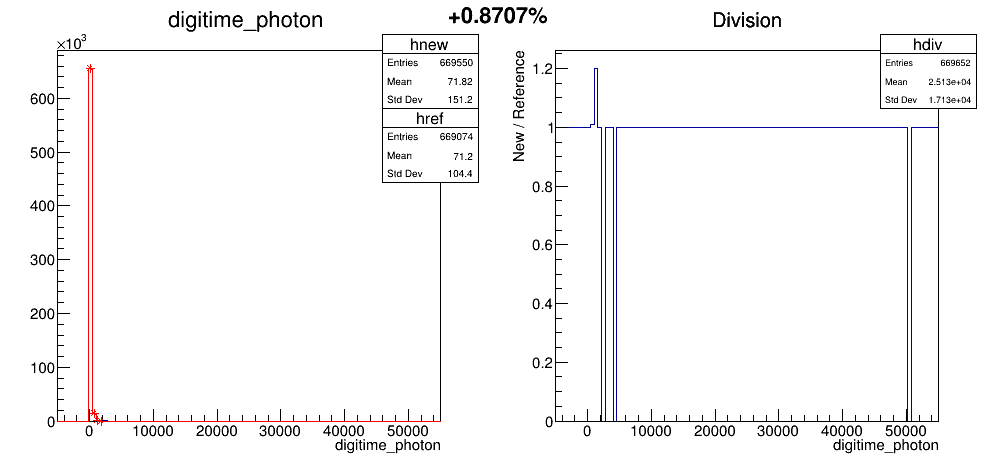 +0.8707%
digitime_photon
×10³
600
500
400
300
200
100
0
0 10000 20000 30000 40000 50000
digitime_photon
hnew
Entries 669550
Mean 71.82
Std Dev 151.2
href
Entries 669074
Mean 71.2
Std Dev 104.4
Division
New / Reference
1.2
1
0.8
0.6
0.4
0.2
0
0 10000 20000 30000 40000 50000
digitime_photon
hdiv
Entries 669652
Mean 2.513e+04
Std Dev 1.713e+04